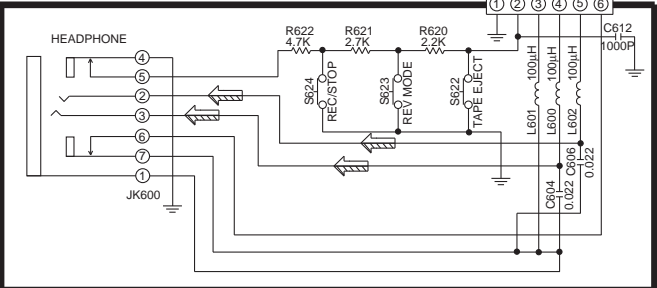 ① ② ③ ④ ⑤ ⑥
C612
1000P
R622
4.7K
R621
2.7K
R620
2.2K
HEADPHONE
④
⑤
②
③
⑥
⑦
①
JK600
S624
REC/STOP
S623
REV MODE
S622
TAPE EJECT
100μH
100μH
100μH
L601
L600
L602
C606
0.022
C604
0.022